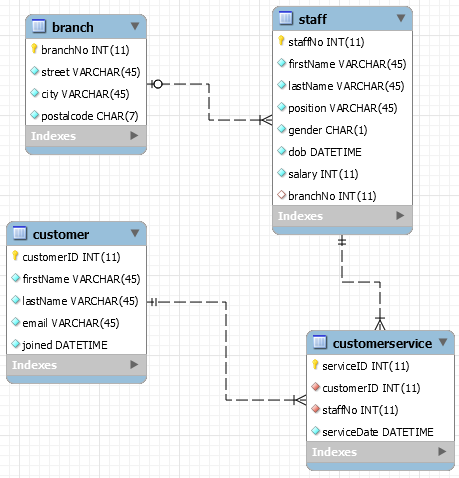 branch
branchNo INT(11)
street VARCHAR(45)
city VARCHAR(45)
postalcode CHAR(7)
Indexes
staff
staffNo INT(11)
firstName VARCHAR(45)
lastName VARCHAR(45)
position VARCHAR(45)
gender CHAR(1)
dob DATETIME
salary INT(11)
branchNo INT(11)
Indexes
customer
customerID INT(11)
firstName VARCHAR(45)
lastName VARCHAR(45)
email VARCHAR(45)
joined DATETIME
Indexes
customerservice
serviceID INT(11)
customerID INT(11)
staffNo INT(11)
serviceDate DATETIME
Indexes